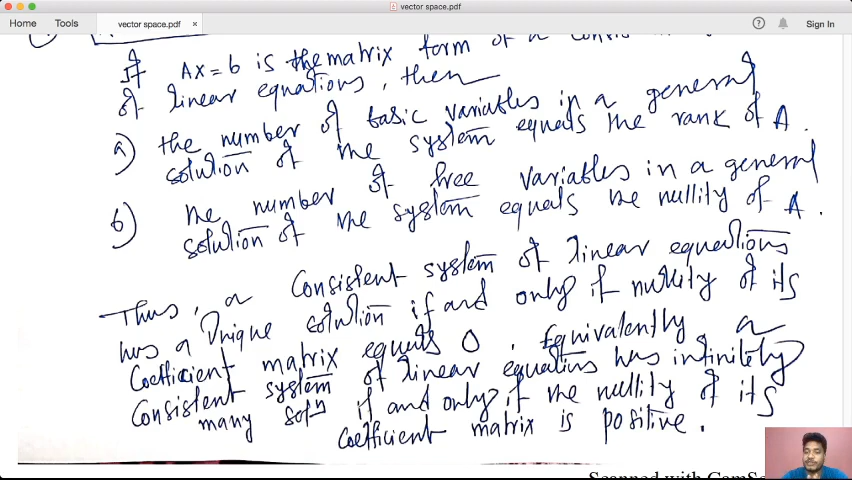 vector space.pdf
Home Tools vector space.pdf × Sign In
If AX = b is the matrix form of a
of linear equations, then
a) the number of basic variables in a general
solution of the system equals the rank of A.
b) the number of free variables in a general
solution of the system equals the nullity of A.
Thus, a Consistent system of linear equations
has a Unique solution if and only if nullity of its
Coefficient matrix equals 0. Equivalently, a
Consistent system of linear equations has infinitely
many solⁿ if and only if the nullity of its
coefficient matrix is positive.